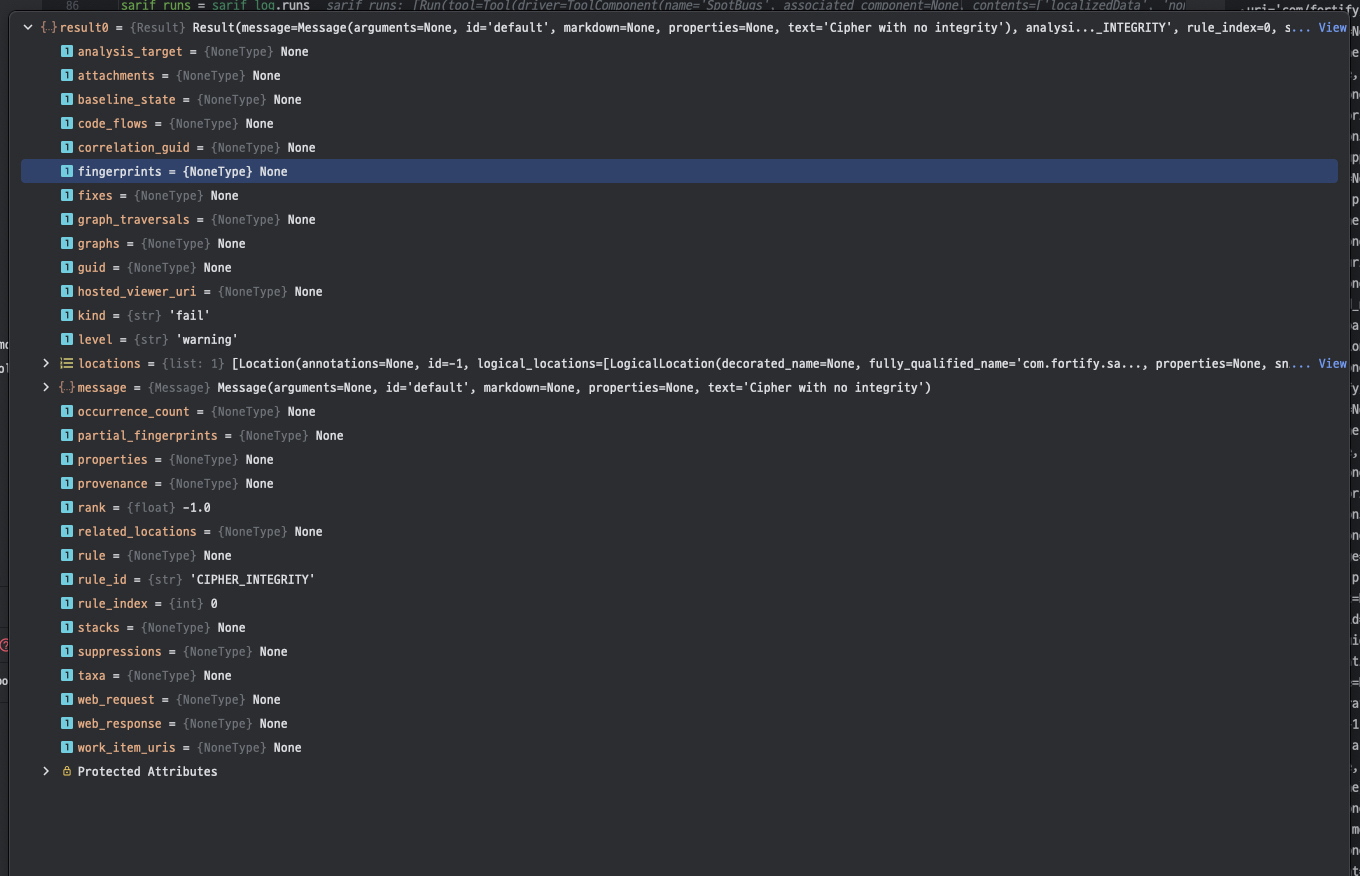 86 sarif_runs = sarif_log.runs sarif_runs: [Run(tool=Tool(driver=ToolComponent(name='SpotBugs', associated_component=None, contents=['localizedData', 'no
uri='com/fortify
{..} result0 = {Result} Result(message=Message(arguments=None, id='default', markdown=None, properties=None, text='Cipher with no integrity'), analysi..._INTEGRITY', rule_index=0, s... View
analysis_target = {NoneType} None
attachments = {NoneType} None
baseline_state = {NoneType} None
code_flows = {NoneType} None
correlation_guid = {NoneType} None
fingerprints = {NoneType} None
fixes = {NoneType} None
graph_traversals = {NoneType} None
graphs = {NoneType} None
guid = {NoneType} None
hosted_viewer_uri = {NoneType} None
kind = {str} 'fail'
level = {str} 'warning'
locations = {list: 1} [Location(annotations=None, id=-1, logical_locations=[LogicalLocation(decorated_name=None, fully_qualified_name='com.fortify.sa..., properties=None, sn... View
{..} message = {Message} Message(arguments=None, id='default', markdown=None, properties=None, text='Cipher with no integrity')
occurrence_count = {NoneType} None
partial_fingerprints = {NoneType} None
properties = {NoneType} None
provenance = {NoneType} None
rank = {float} -1.0
related_locations = {NoneType} None
rule = {NoneType} None
rule_id = {str} 'CIPHER_INTEGRITY'
rule_index = {int} 0
stacks = {NoneType} None
suppressions = {NoneType} None
taxa = {NoneType} None
web_request = {NoneType} None
web_response = {NoneType} None
work_item_uris = {NoneType} None
Protected Attributes